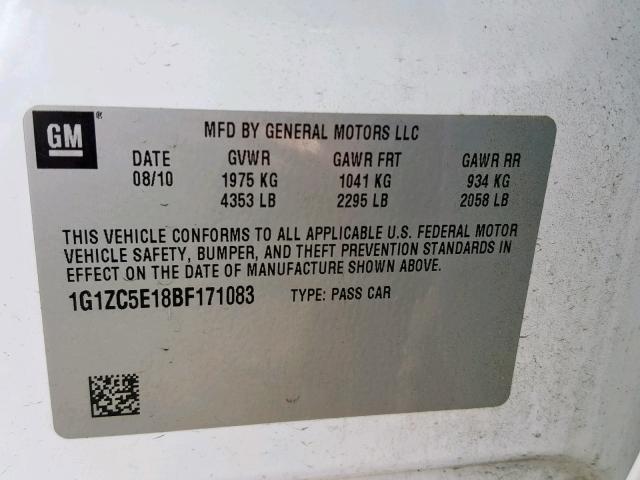 GM®
MFD BY GENERAL MOTORS LLC
DATE GVWR GAWR FRT GAWR RR
08/10 1975 KG 1041 KG 934 KG
4353 LB 2295 LB 2058 LB
THIS VEHICLE CONFORMS TO ALL APPLICABLE U.S. FEDERAL MOTOR
VEHICLE SAFETY, BUMPER, AND THEFT PREVENTION STANDARDS IN
EFFECT ON THE DATE OF MANUFACTURE SHOWN ABOVE.
1G1ZC5E18BF171083 TYPE: PASS CAR